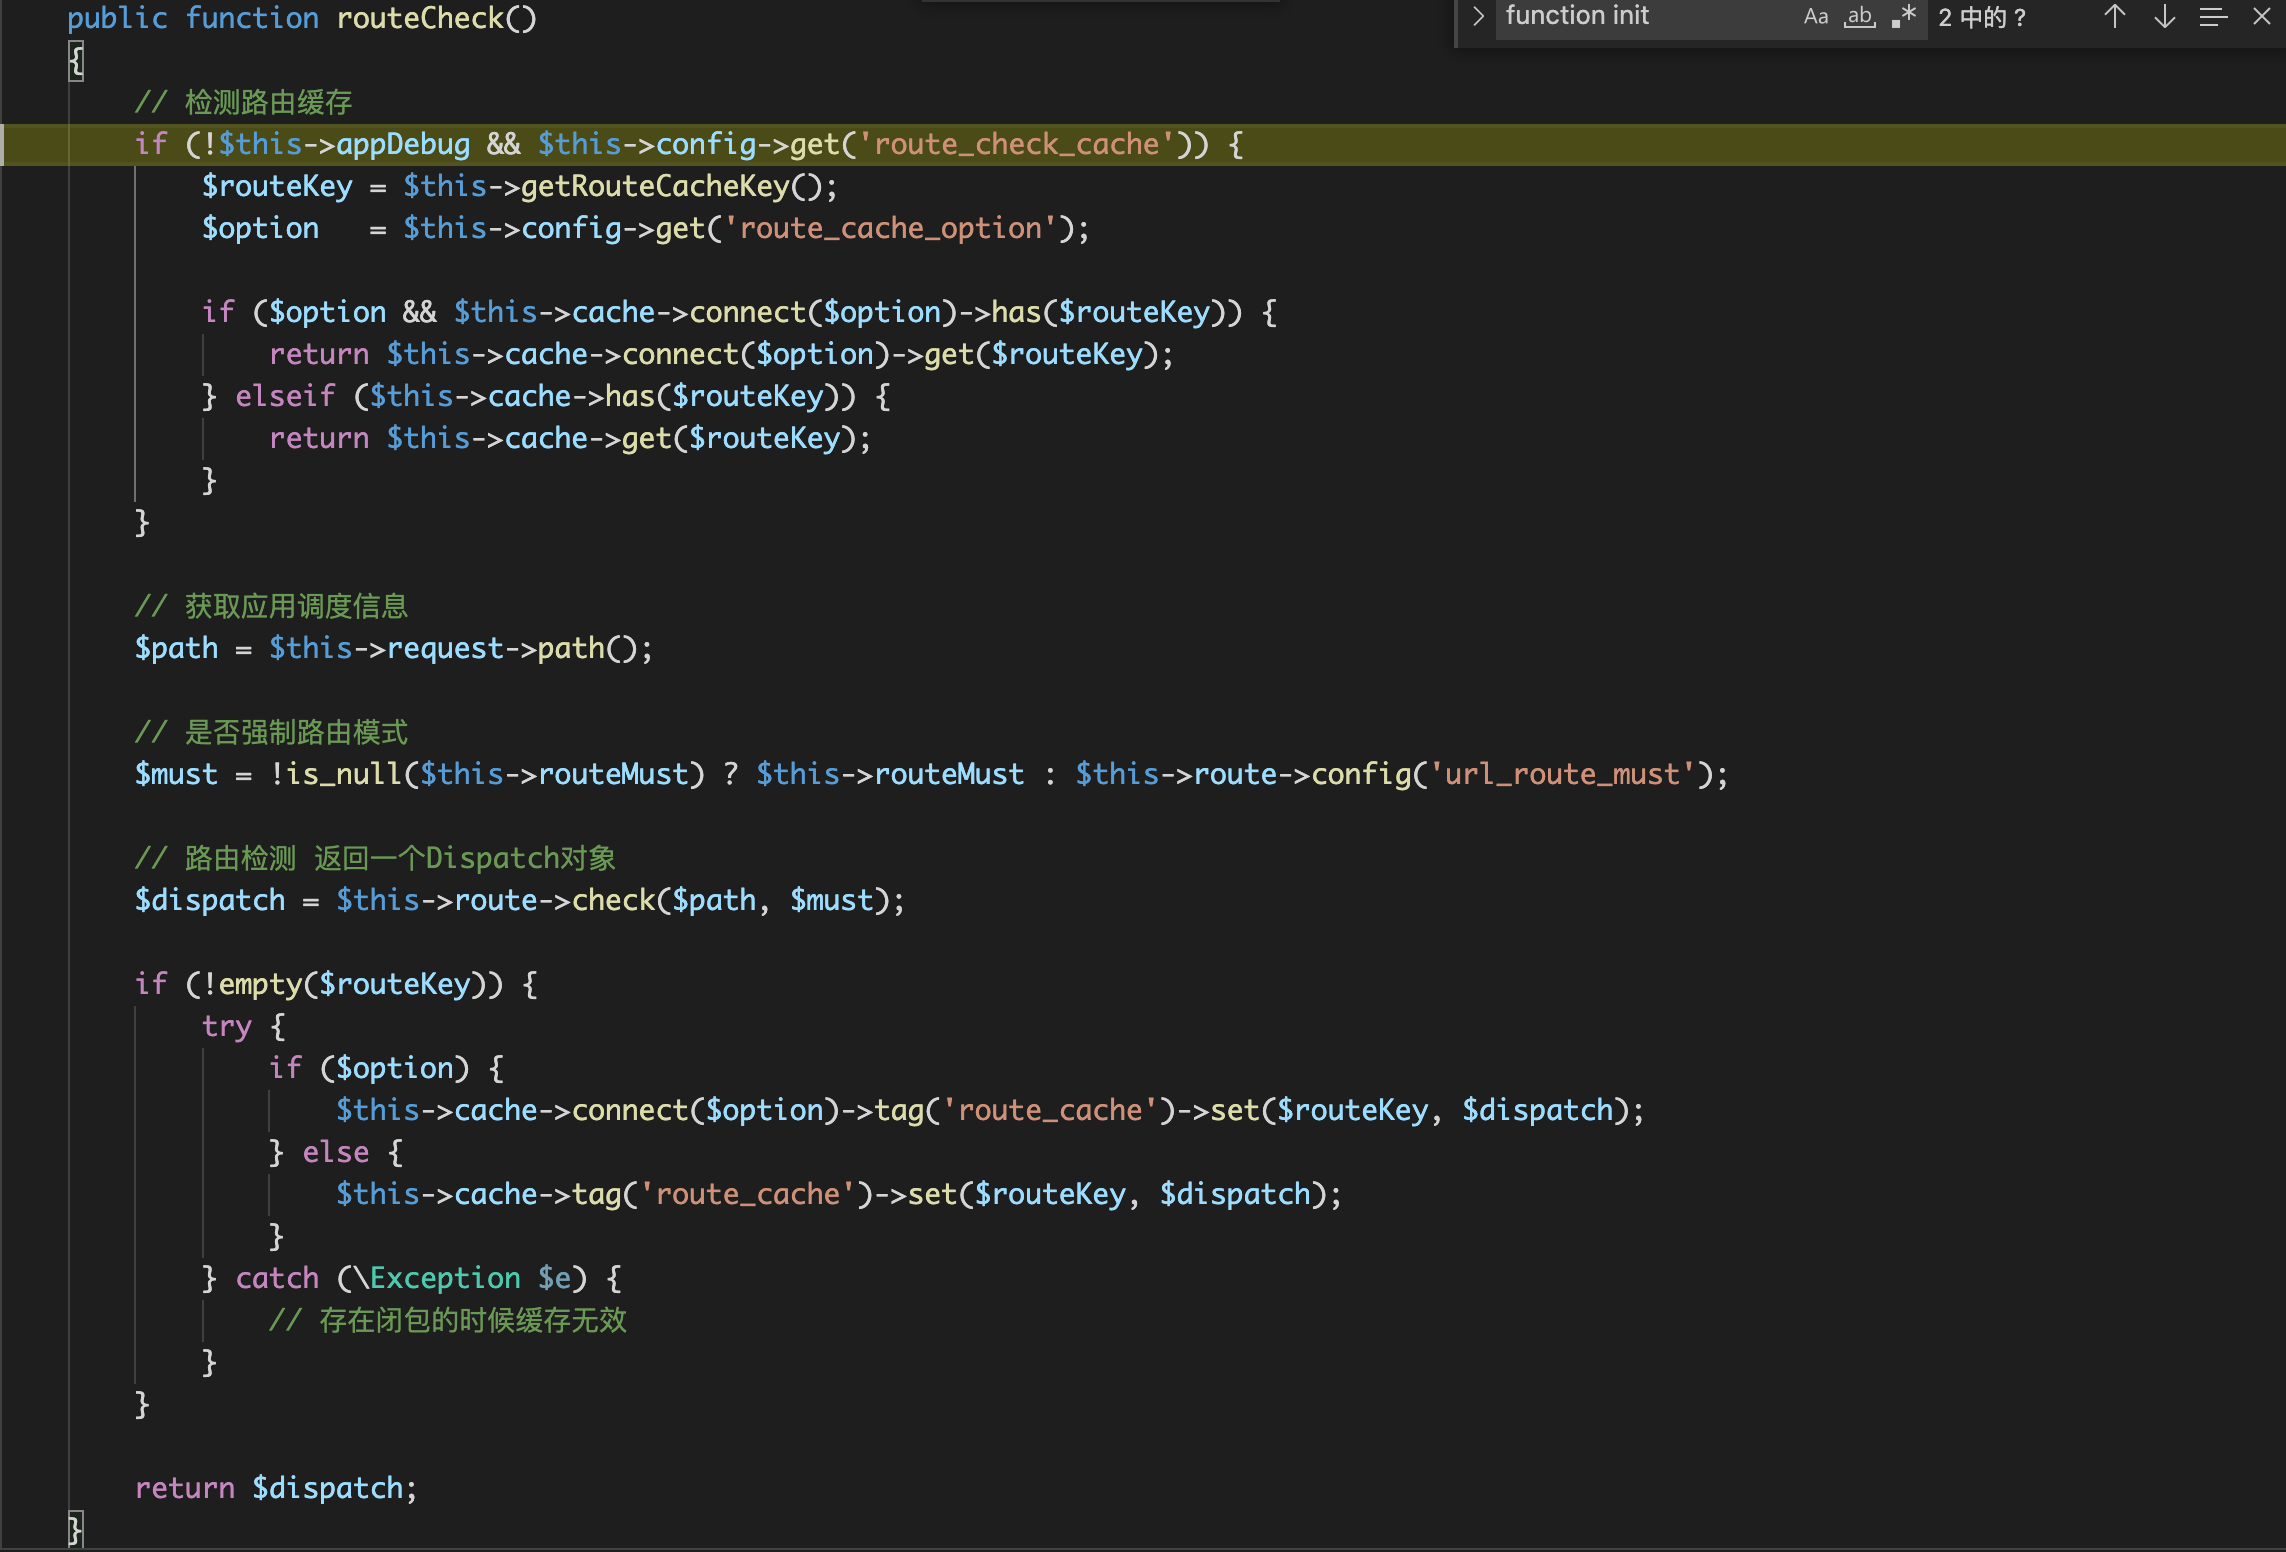 public function routeCheck()
function init Aa ab .* 2 中的 ?
{
// 检测路由缓存
if (!$this->appDebug && $this->config->get('route_check_cache')) {
$routeKey = $this->getRouteCacheKey();
$option   = $this->config->get('route_cache_option');
if ($option && $this->cache->connect($option)->has($routeKey)) {
return $this->cache->connect($option)->get($routeKey);
} elseif ($this->cache->has($routeKey)) {
return $this->cache->get($routeKey);
}
}
// 获取应用调度信息
$path = $this->request->path();
// 是否强制路由模式
$must = !is_null($this->routeMust) ? $this->routeMust : $this->route->config('url_route_must');
// 路由检测 返回一个Dispatch对象
$dispatch = $this->route->check($path, $must);
if (!empty($routeKey)) {
try {
if ($option) {
$this->cache->connect($option)->tag('route_cache')->set($routeKey, $dispatch);
} else {
$this->cache->tag('route_cache')->set($routeKey, $dispatch);
}
} catch (\Exception $e) {
// 存在闭包的时候缓存无效
}
}
return $dispatch;
}